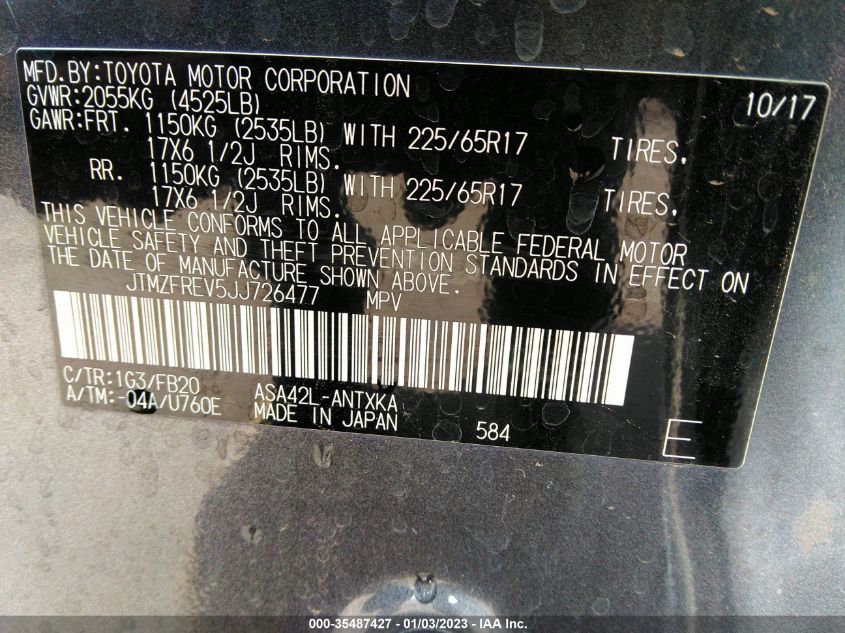 MFD.BY:TOYOTA MOTOR CORPORATION 10/17
GVWR:2055KG (4525LB)
GAWR:FRT. 1150KG (2535LB) WITH 225/65R17 TIRES.
17X6 1/2J RIMS.
RR. 1150KG (2535LB) WITH 225/65R17 TIRES.
17X6 1/2J RIMS.
THIS VEHICLE CONFORMS TO ALL APPLICABLE FEDERAL MOTOR
VEHICLE SAFETY AND THEFT PREVENTION STANDARDS IN EFFECT ON
THE DATE OF MANUFACTURE SHOWN ABOVE.
JTMZFREV5JJ726477 MPV
C/TR:1G3/FB20 ASA42L-ANTXKA
A/TM:-04A/U760E MADE IN JAPAN 584 E
000-35487427 - 01/03/2023 - © IAA Inc.